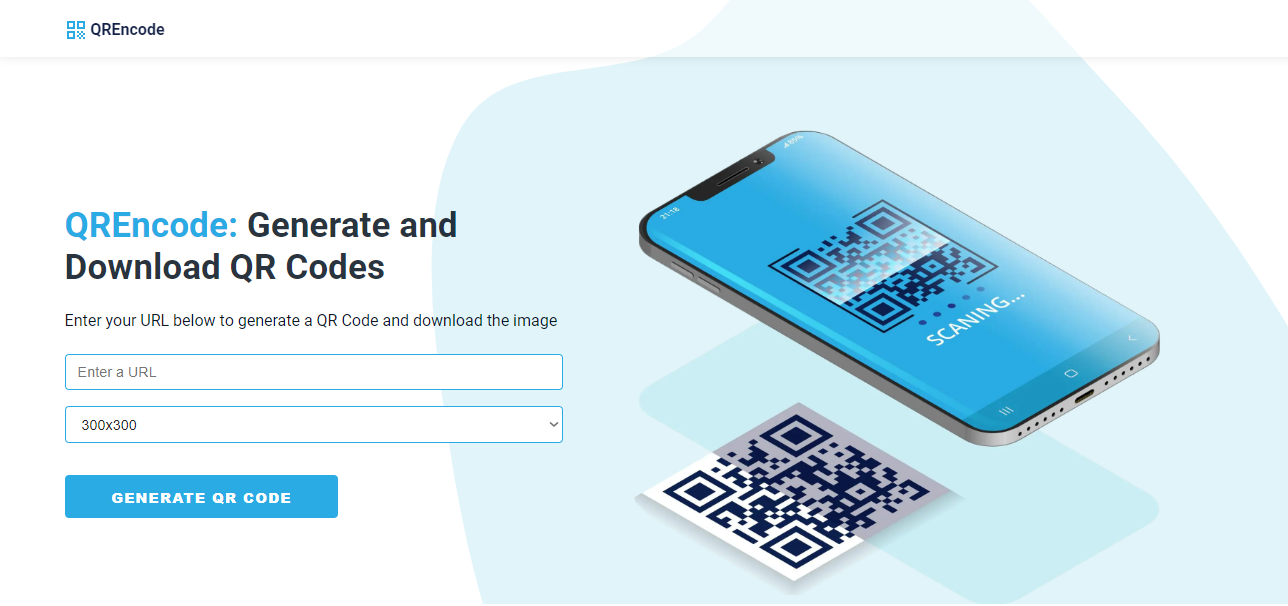 QREncode
QREncode: Generate and
Download QR Codes
Enter your URL below to generate a QR Code and download the image
Enter a URL
300x300
GENERATE QR CODE
21:18
89%
SCANING...